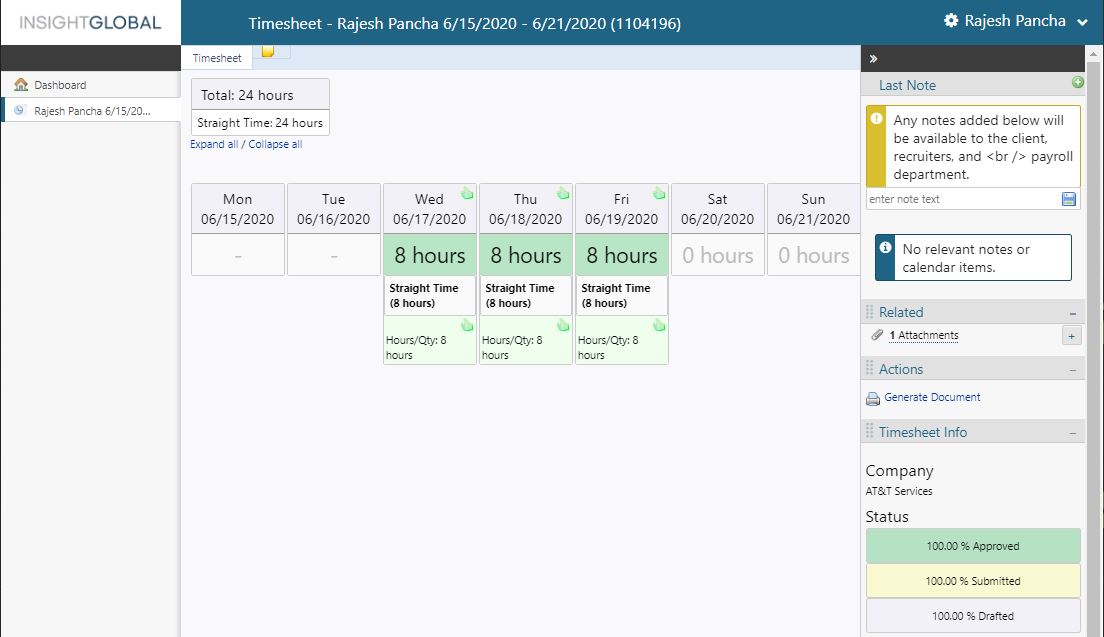 INSIGHTGLOBAL
Timesheet - Rajesh Pancha 6/15/2020 - 6/21/2020 (1104196)
Rajesh Pancha
Dashboard
Rajesh Pancha 6/15/20...
Timesheet
Total: 24 hours
Straight Time: 24 hours
Expand all / Collapse all
Mon
06/15/2020
-
Tue
06/16/2020
-
Wed
06/17/2020
8 hours
Straight Time
(8 hours)
Hours/Qty: 8
hours
Thu
06/18/2020
8 hours
Straight Time
(8 hours)
Hours/Qty: 8
hours
Fri
06/19/2020
8 hours
Straight Time
(8 hours)
Hours/Qty: 8
hours
Sat
06/20/2020
0 hours
Sun
06/21/2020
0 hours
»
Last Note
Any notes added below will
be available to the client,
recruiters, and <br /> payroll
department.
enter note text
No relevant notes or
calendar items.
Related
1 Attachments
Actions
Generate Document
Timesheet Info
Company
AT&T Services
Status
100.00 % Approved
100.00 % Submitted
100.00 % Drafted